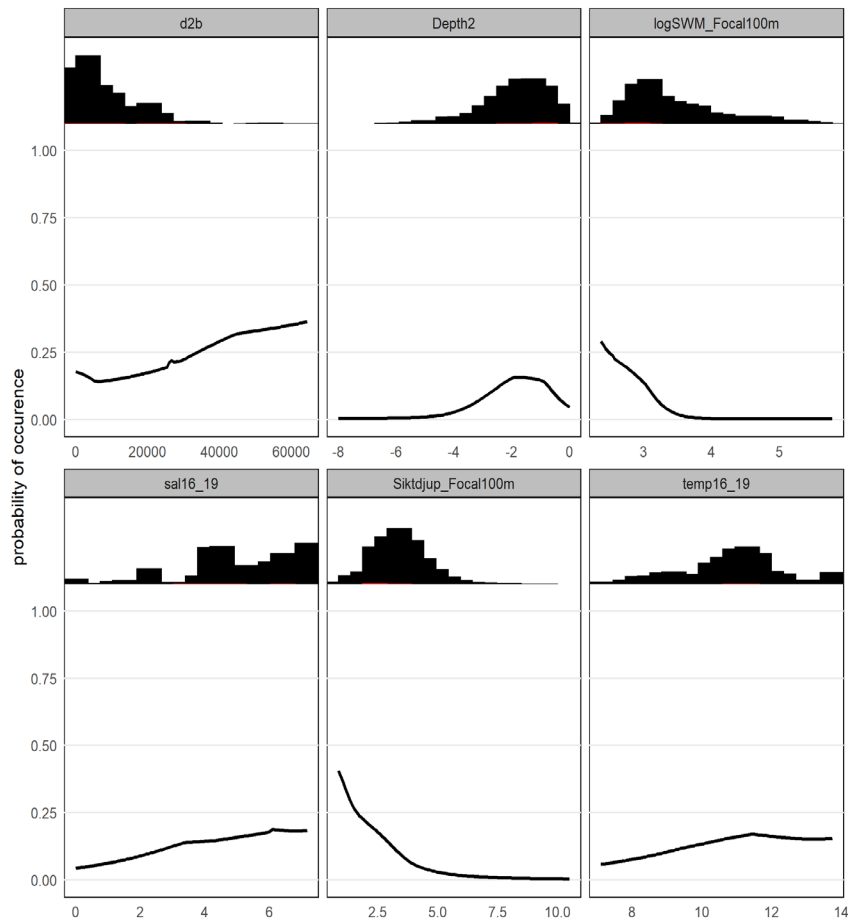 d2b Depth2 logSWM_Focal100m
1.00
0.75
0.50
0.25
0.00
0 20000 40000 60000 -8 -6 -4 -2 0 3 4 5
probability of occurence
sal16_19 Siktdjup_Focal100m temp16_19
1.00
0.75
0.50
0.25
0.00
0 2 4 6 2.5 5.0 7.5 10.0 8 10 12 14